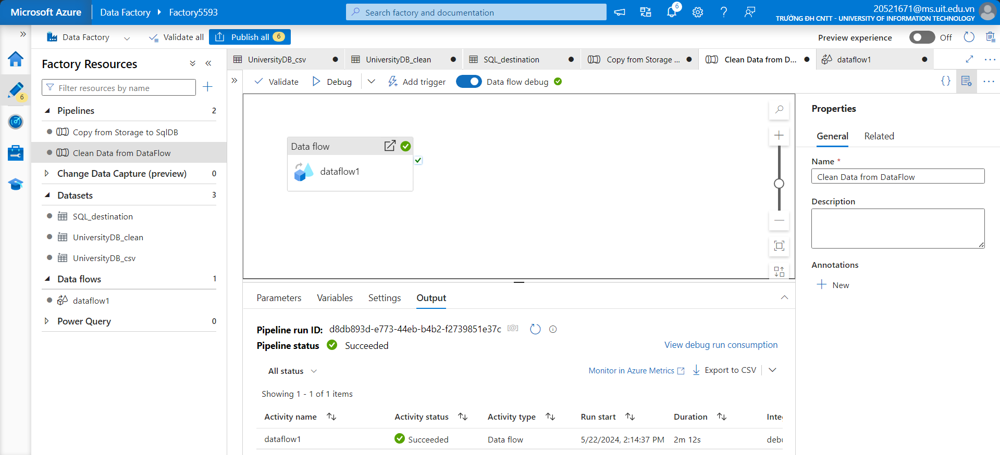 Microsoft Azure
Data Factory
Factory5593
Search factory and documentation
6
20521671@ms.uit.edu.vn
TRƯỜNG ĐH CNTT - UNIVERSITY OF INFORMATION TECHNOLOGY
Data Factory
Validate all
Publish all 6
Preview experience
Off
6
Factory Resources
Filter resources by name
Pipelines 2
Copy from Storage to SqlDB
Clean Data from DataFlow
Change Data Capture (preview) 0
Datasets 3
SQL_destination
UniversityDB_clean
UniversityDB_csv
Data flows 1
dataflow1
Power Query 0
UniversityDB_csv
UniversityDB_clean
SQL_destination
Copy from Storage ...
Clean Data from D...
dataflow1
Validate
Debug
Add trigger
Data flow debug
Data flow
dataflow1
Parameters
Variables
Settings
Output
Pipeline run ID: d8db893d-e773-44eb-b4b2-f2739851e37c
Pipeline status Succeeded
View debug run consumption
All status
Monitor in Azure Metrics
Export to CSV
Showing 1 - 1 of 1 items
Activity name Activity status Activity type Run start Duration Inte
dataflow1 Succeeded Data flow 5/22/2024, 2:14:37 PM 2m 12s debu
Properties
General
Related
Name *
Clean Data from DataFlow
Description
Annotations
New